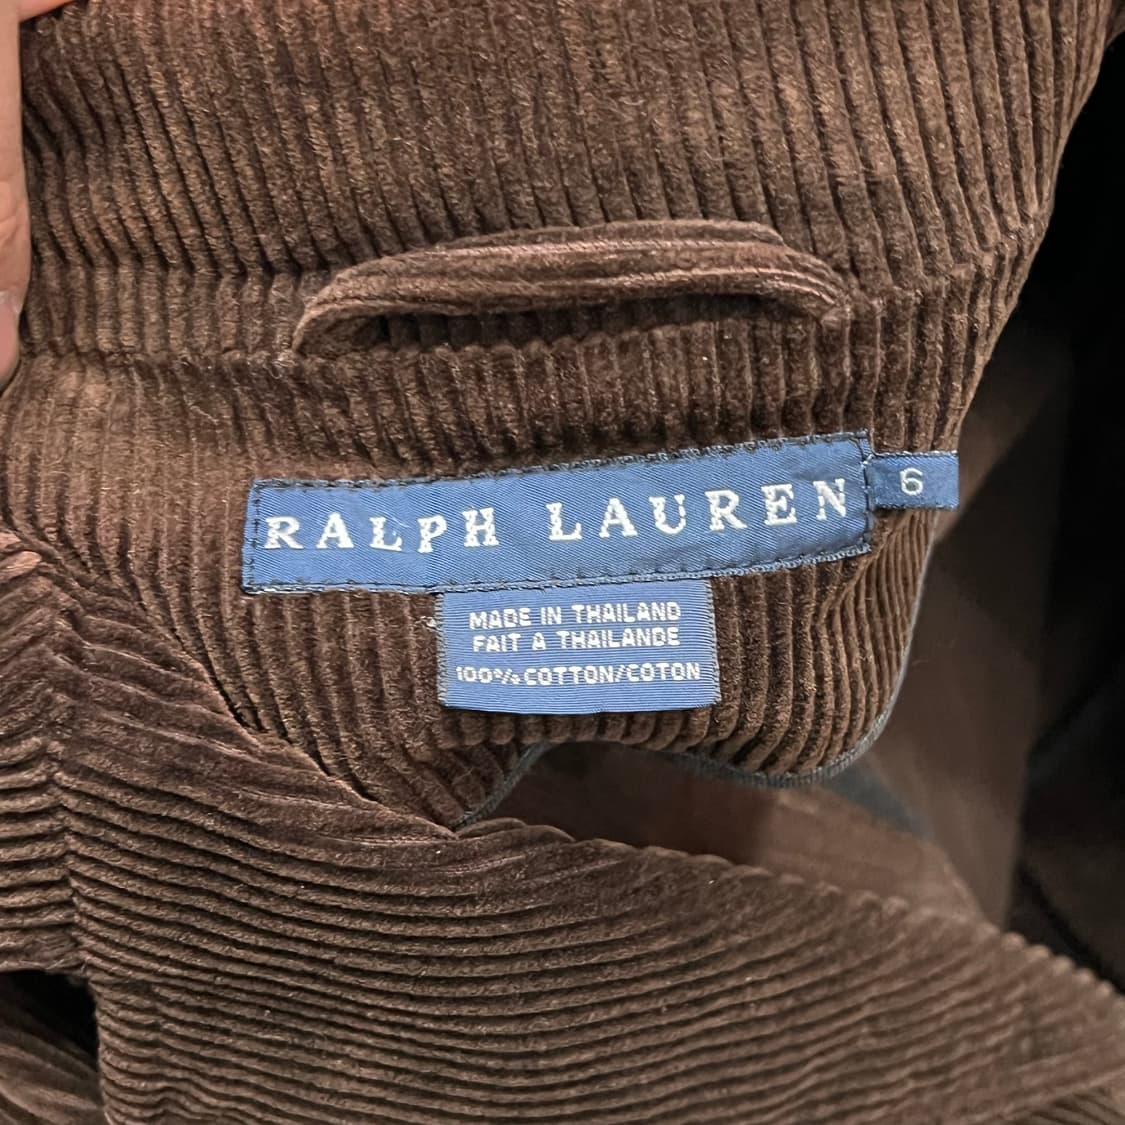 RALPH LAUREN
6
MADE IN THAILAND
FAIT A THAILANDE
100% COTTON/COTON